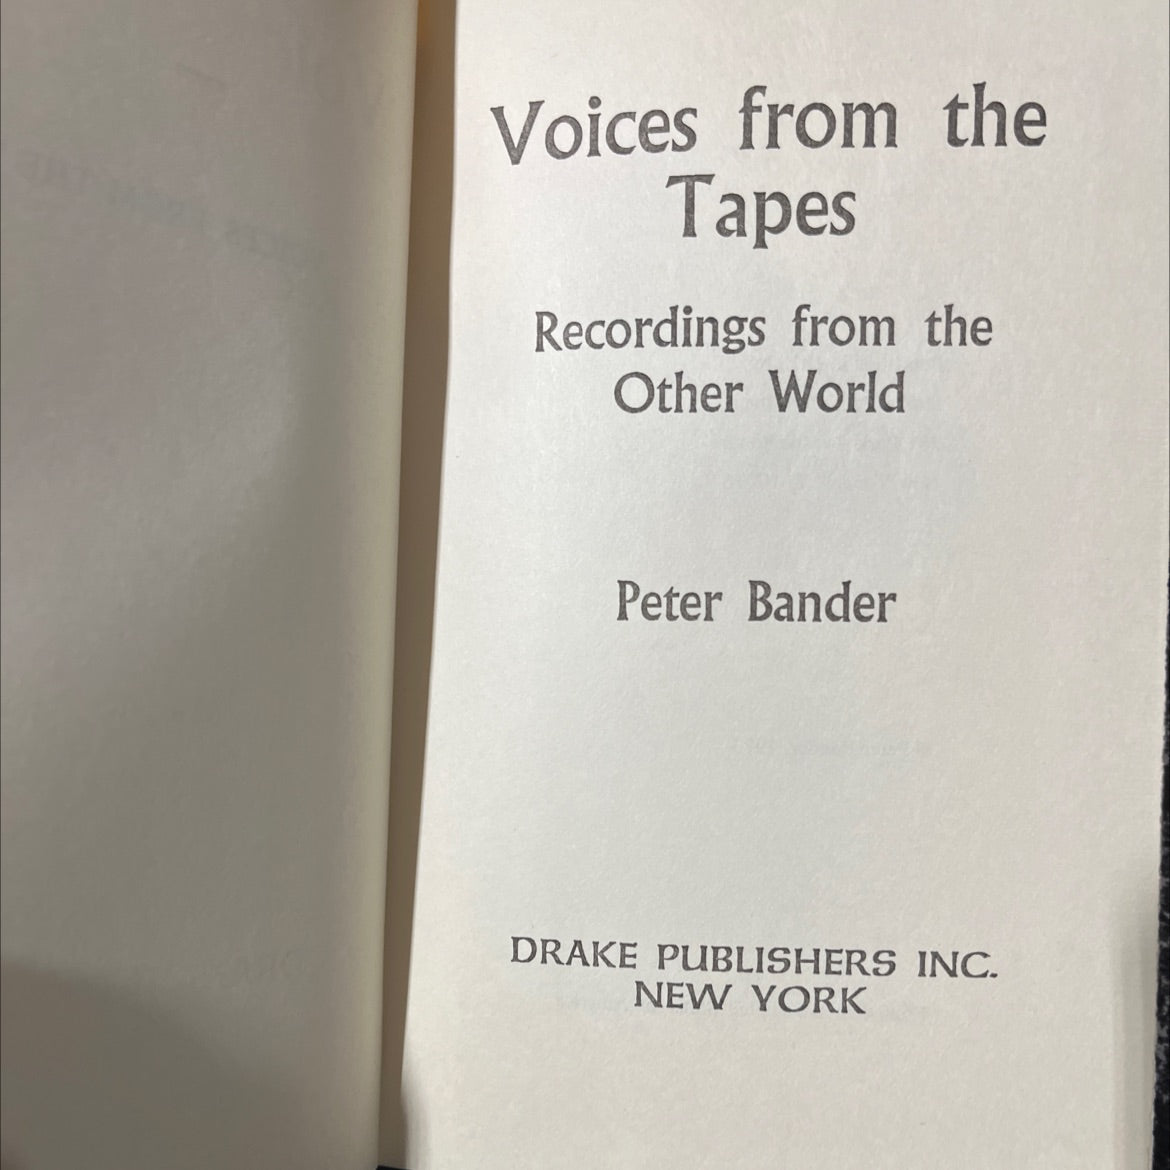 Voices from the
Tapes
Recordings from the
Other World
Peter Bander
DRAKE PUBLISHERS INC.
NEW YORK